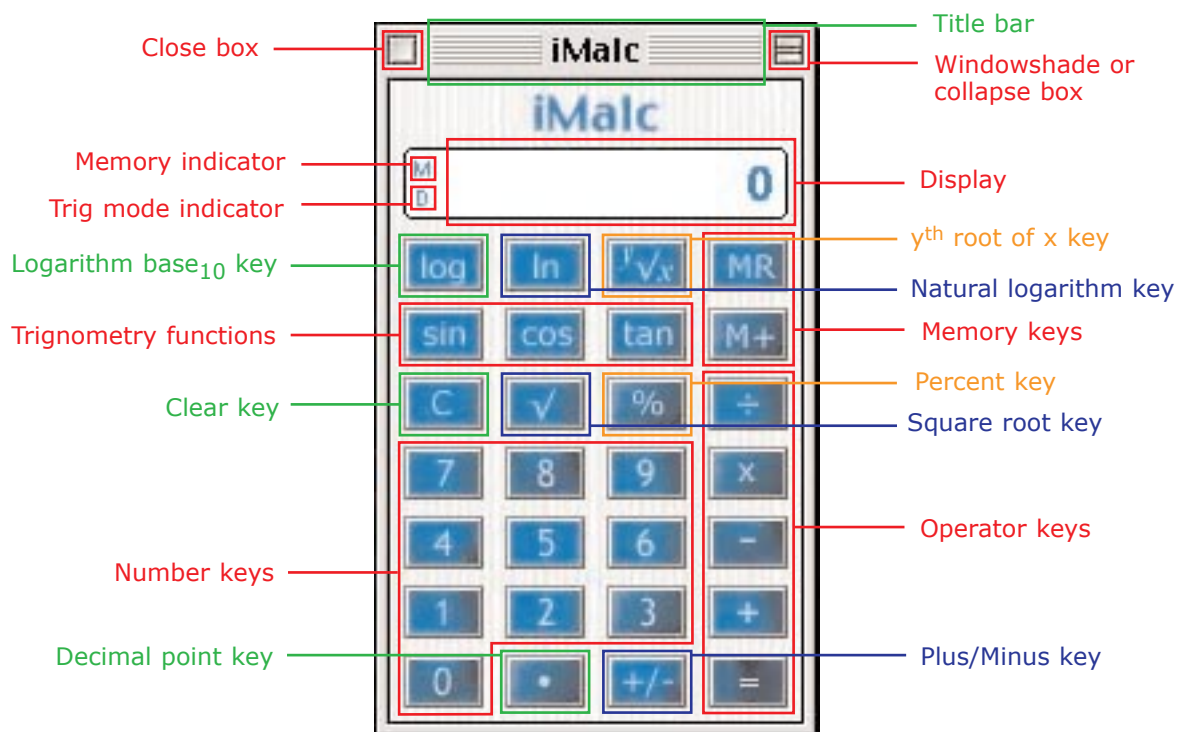 Title bar
Close box
iMalc
Windowshade or
collapse box
iMalc
Memory indicator
M
0
Display
Trig mode indicator
D
yth root of x key
Logarithm base10 key
log
ln
y√x
MR
Natural logarithm key
Trignometry functions
sin
cos
tan
M+
Memory keys
Percent key
Clear key
C
√
%
÷
Square root key
7
8
9
x
4
5
6
-
Operator keys
Number keys
1
2
3
+
Decimal point key
0
•
+/-
=
Plus/Minus key